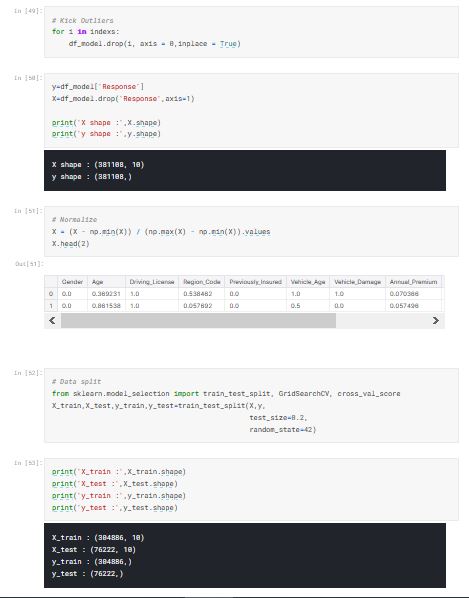 In [49]:
# Kick Outliers
for i in indexs:
df_model.drop(i, axis = 0,inplace = True)
In [50]:
y=df_model['Response']
X=df_model.drop('Response',axis=1)
print('X shape :',X.shape)
print('y shape :',y.shape)
X shape : (381108, 10)
y shape : (381108,)
In [51]:
# Normalize
X = (X - np.min(X)) / (np.max(X) - np.min(X)).values
X.head(2)
Out[51]:
Gender Age Driving_License Region_Code Previously_Insured Vehicle_Age Vehicle_Damage Annual_Premium
0 0.0 0.369231 1.0 0.538462 0.0 1.0 1.0 0.070366
1 0.0 0.861538 1.0 0.057692 0.0 0.5 0.0 0.057496
In [52]:
# Data split
from sklearn.model_selection import train_test_split, GridSearchCV, cross_val_score
X_train,X_test,y_train,y_test=train_test_split(X,y,
test_size=0.2,
random_state=42)
In [53]:
print('X_train :',X_train.shape)
print('X_test :',X_test.shape)
print('y_train :',y_train.shape)
print('y_test :',y_test.shape)
X_train : (304886, 10)
X_test : (76222, 10)
y_train : (304886,)
y_test : (76222,)